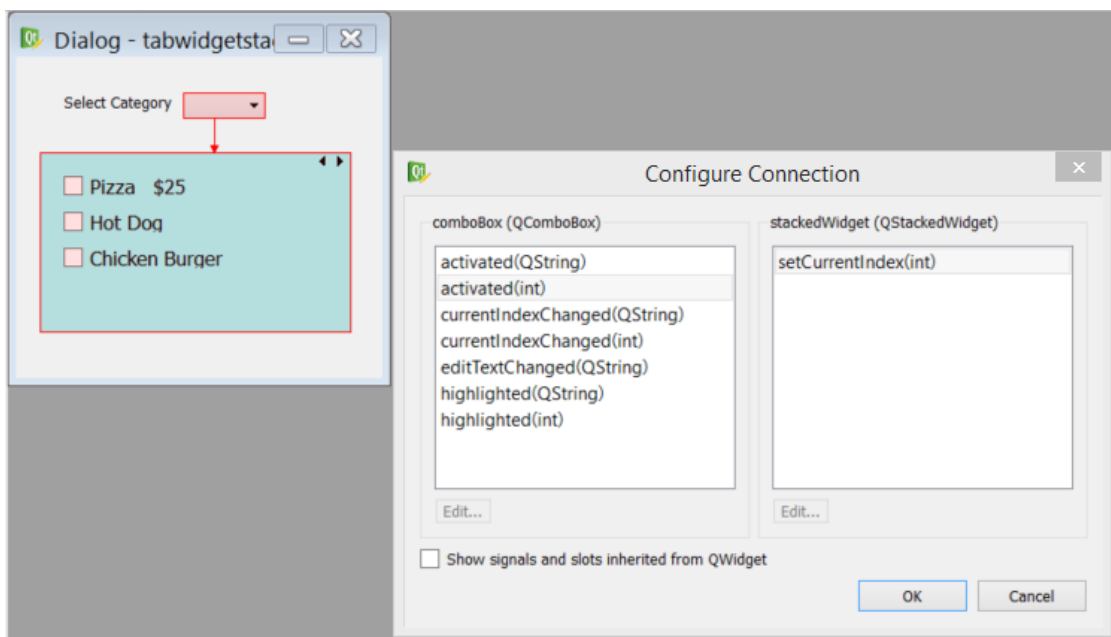 Dialog - tabwidgetsta
Select Category
Pizza $25
Hot Dog
Chicken Burger
Configure Connection
comboBox (QComboBox)
activated(QString)
activated(int)
currentIndexChanged(QString)
currentIndexChanged(int)
editTextChanged(QString)
highlighted(QString)
highlighted(int)
Edit...
stackedWidget (QStackedWidget)
setCurrentIndex(int)
Edit...
Show signals and slots inherited from QWidget
OK
Cancel